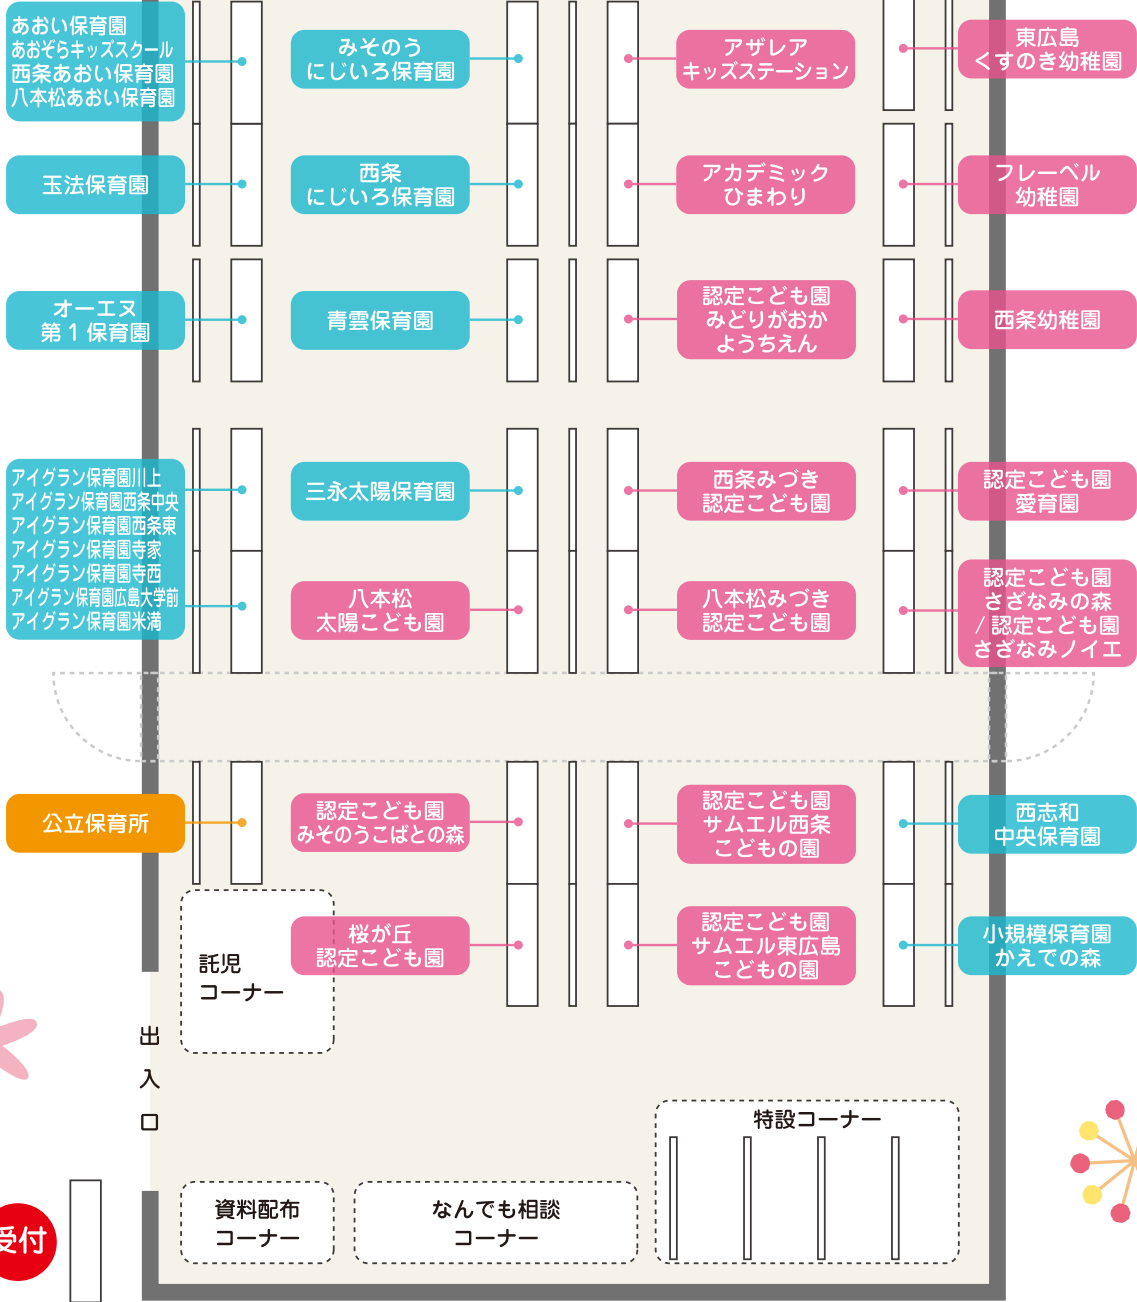 あおい保育園
あおぞらキッズスクール
西条あおい保育園
八本松あおい保育園
みそのう
にじいろ保育園
アザレア
キッズステーション
東広島
くすのき幼稚園
玉法保育園
西条
にじいろ保育園
アカデミック
ひまわり
フレーベル
幼稚園
オーエヌ
第1保育園
青雲保育園
認定こども園
みどりがおか
ようちえん
西条幼稚園
アイグラン保育園川上
アイグラン保育園西条中央
アイグラン保育園西条東
アイグラン保育園寺家
アイグラン保育園寺西
アイグラン保育園広島大学前
アイグラン保育園米満
三永太陽保育園
西条みづき
認定こども園
認定こども園
愛育園
八本松
太陽こども園
八本松みづき
認定こども園
認定こども園
さざなみの森
/ 認定こども園
さざなみノイエ
公立保育所
認定こども園
みそのうこばとの森
認定こども園
サムエル西条
こどもの園
西志和
中央保育園
桜が丘
認定こども園
認定こども園
サムエル東広島
こどもの園
小規模保育園
かえでの森
託児
コーナー
出
入
口
特設コーナー
資料配布
コーナー
なんでも相談
コーナー
受付